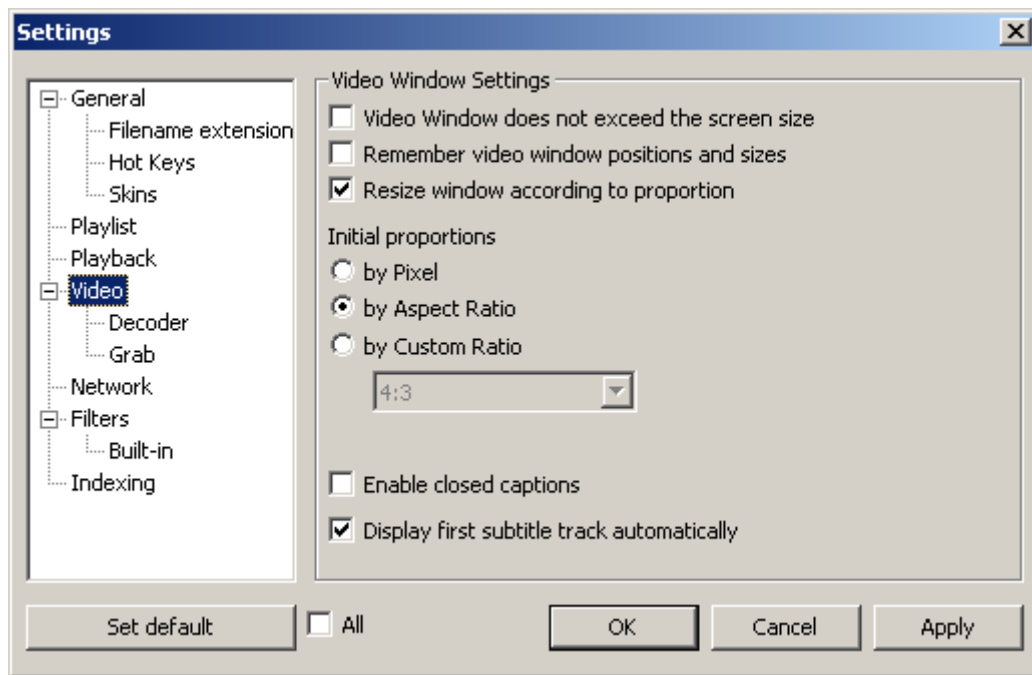 Settings
General
Filename extension
Hot Keys
Skins
Playlist
Playback
Video
Decoder
Grab
Network
Filters
Built-in
Indexing
Video Window Settings
Video Window does not exceed the screen size
Remember video window positions and sizes
Resize window according to proportion
Initial proportions
by Pixel
by Aspect Ratio
by Custom Ratio
4:3
Enable closed captions
Display first subtitle track automatically
Set default
All
OK
Cancel
Apply